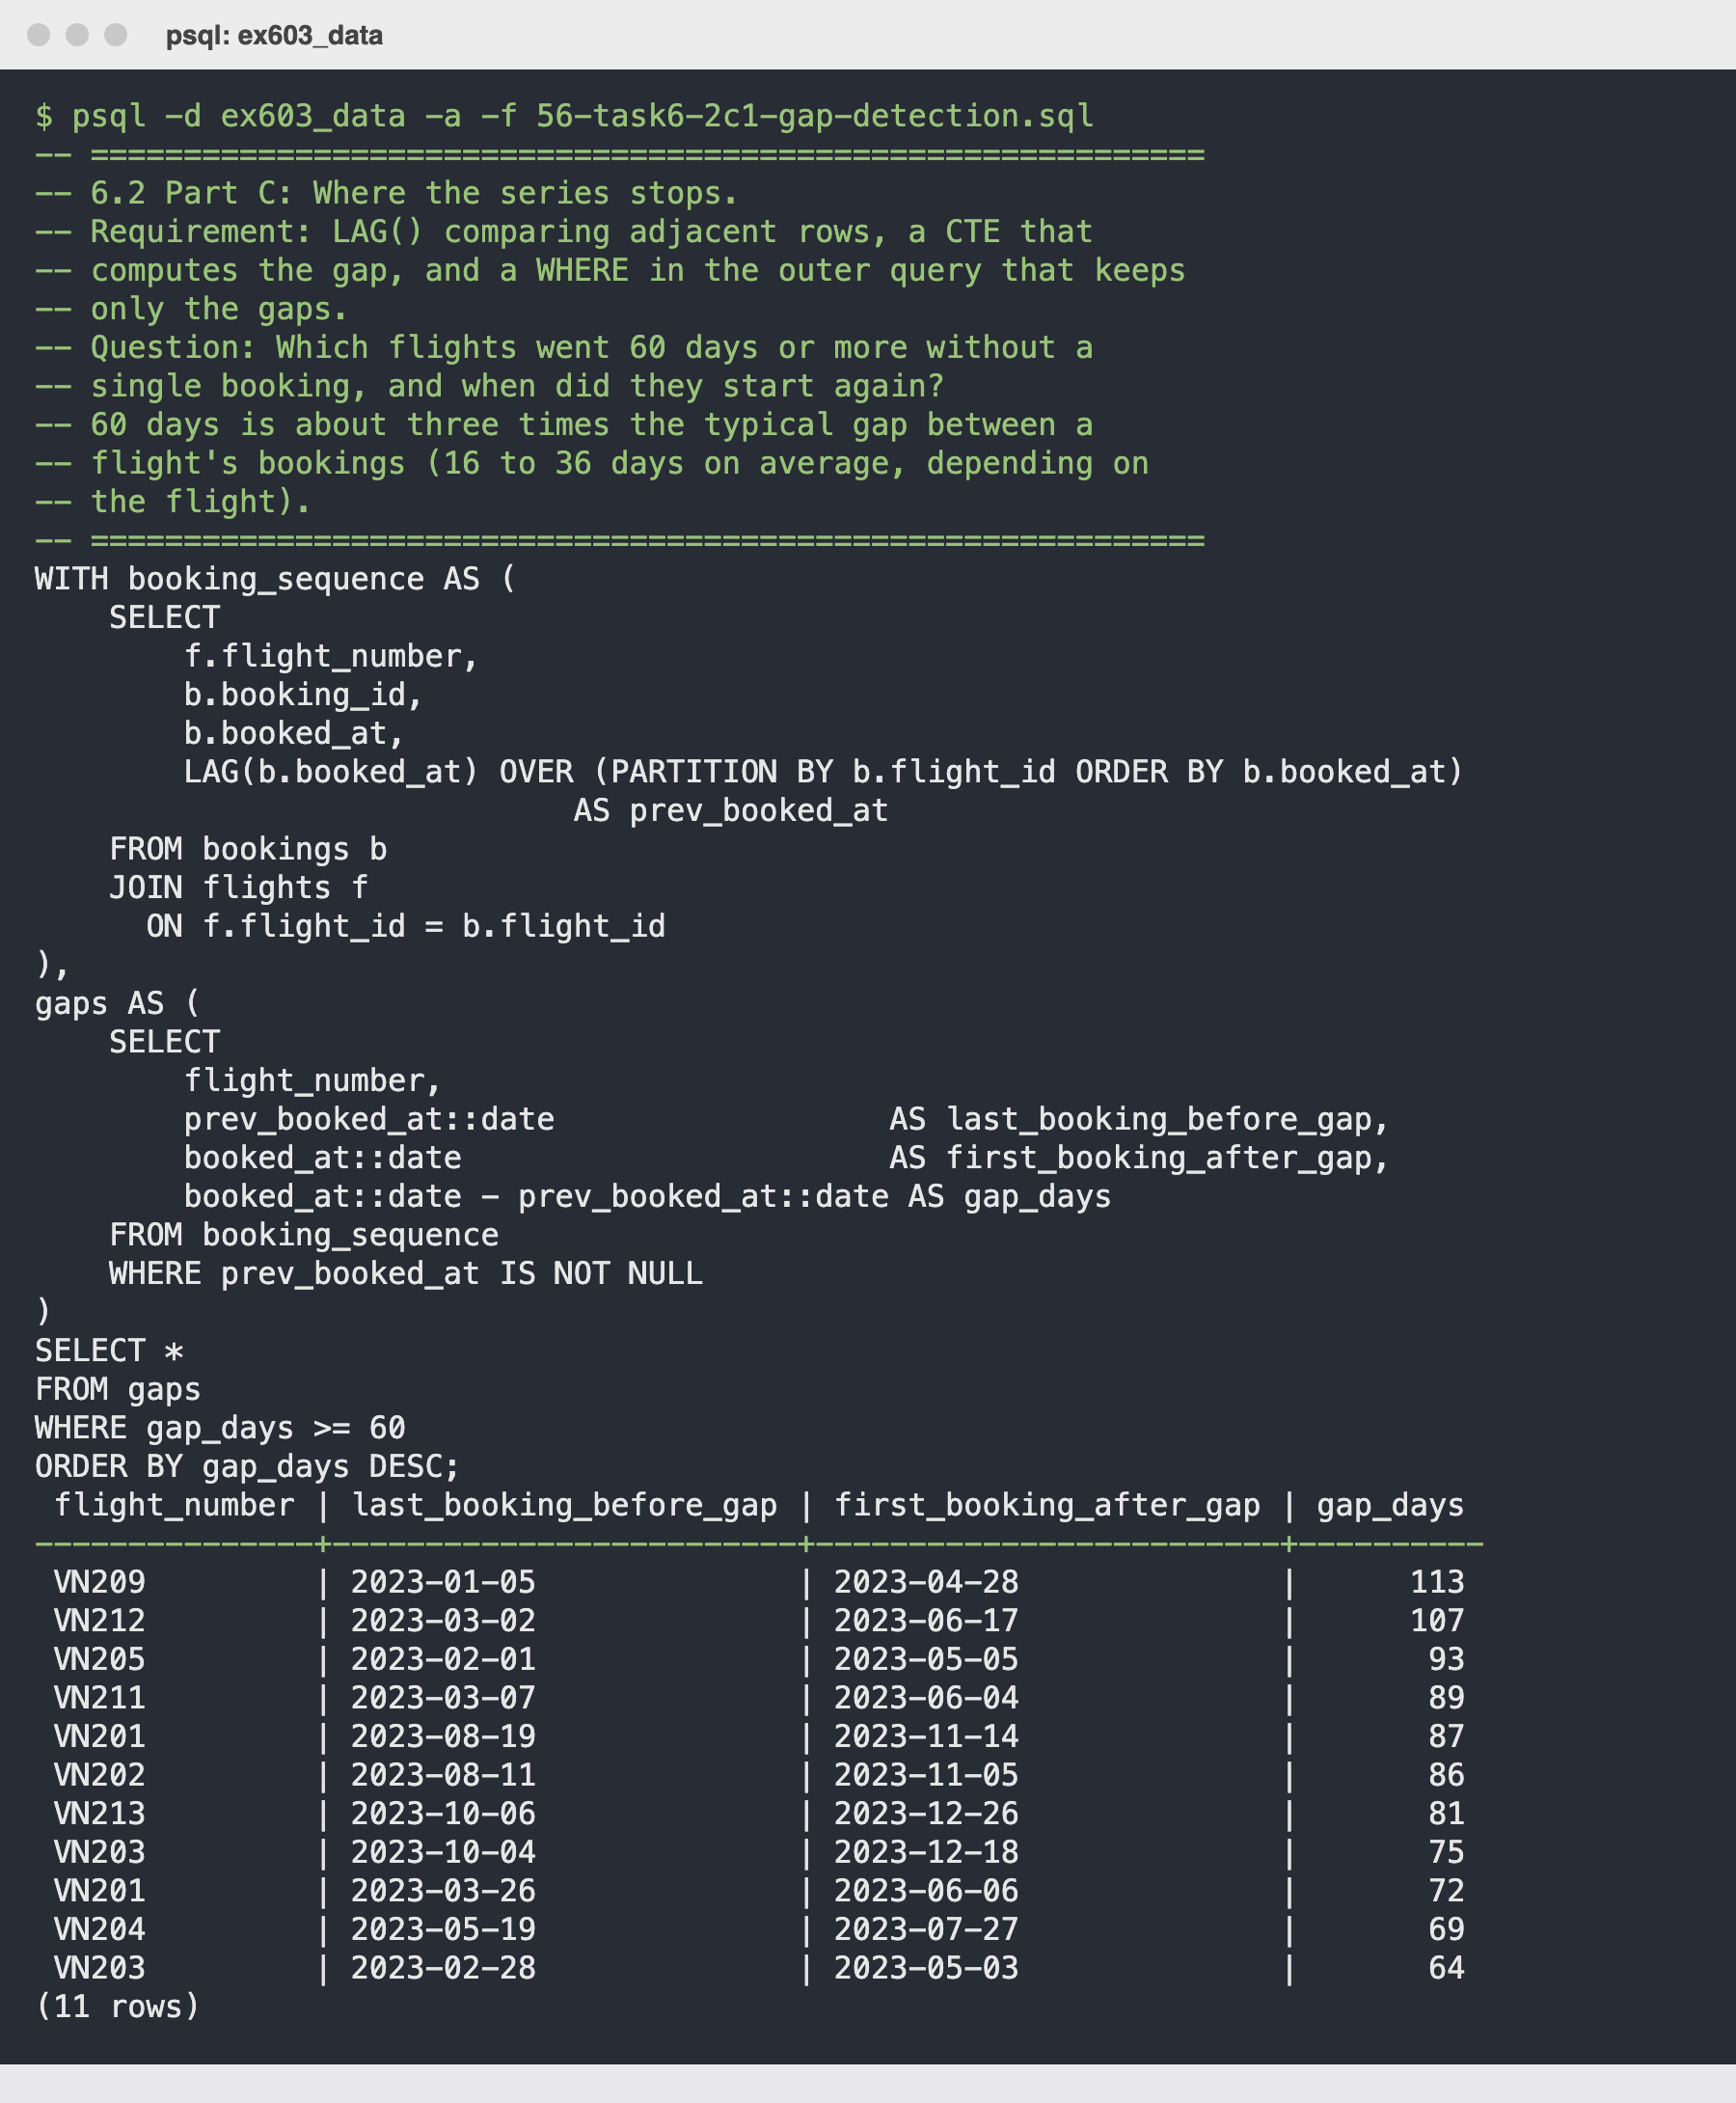 psql: ex603_data
$ psql -d ex603_data -a -f 56-task6-2c1-gap-detection.sql
-- ============================================================
-- 6.2 Part C: Where the series stops.
-- Requirement: LAG() comparing adjacent rows, a CTE that
-- computes the gap, and a WHERE in the outer query that keeps
-- only the gaps.
-- Question: Which flights went 60 days or more without a
-- single booking, and when did they start again?
-- 60 days is about three times the typical gap between a
-- flight's bookings (16 to 36 days on average, depending on
-- the flight).
-- ============================================================
WITH booking_sequence AS (
    SELECT
        f.flight_number,
        b.booking_id,
        b.booked_at,
        LAG(b.booked_at) OVER (PARTITION BY b.flight_id ORDER BY b.booked_at)
                             AS prev_booked_at
    FROM bookings b
    JOIN flights f
      ON f.flight_id = b.flight_id
),
gaps AS (
    SELECT
        flight_number,
        prev_booked_at::date                  AS last_booking_before_gap,
        booked_at::date                       AS first_booking_after_gap,
        booked_at::date - prev_booked_at::date AS gap_days
    FROM booking_sequence
    WHERE prev_booked_at IS NOT NULL
)
SELECT *
FROM gaps
WHERE gap_days >= 60
ORDER BY gap_days DESC;
 flight_number | last_booking_before_gap | first_booking_after_gap | gap_days
---------------+-------------------------+-------------------------+----------
 VN209         | 2023-01-05              | 2023-04-28              |      113
 VN212         | 2023-03-02              | 2023-06-17              |      107
 VN205         | 2023-02-01              | 2023-05-05              |       93
 VN211         | 2023-03-07              | 2023-06-04              |       89
 VN201         | 2023-08-19              | 2023-11-14              |       87
 VN202         | 2023-08-11              | 2023-11-05              |       86
 VN213         | 2023-10-06              | 2023-12-26              |       81
 VN203         | 2023-10-04              | 2023-12-18              |       75
 VN201         | 2023-03-26              | 2023-06-06              |       72
 VN204         | 2023-05-19              | 2023-07-27              |       69
 VN203         | 2023-02-28              | 2023-05-03              |       64
(11 rows)